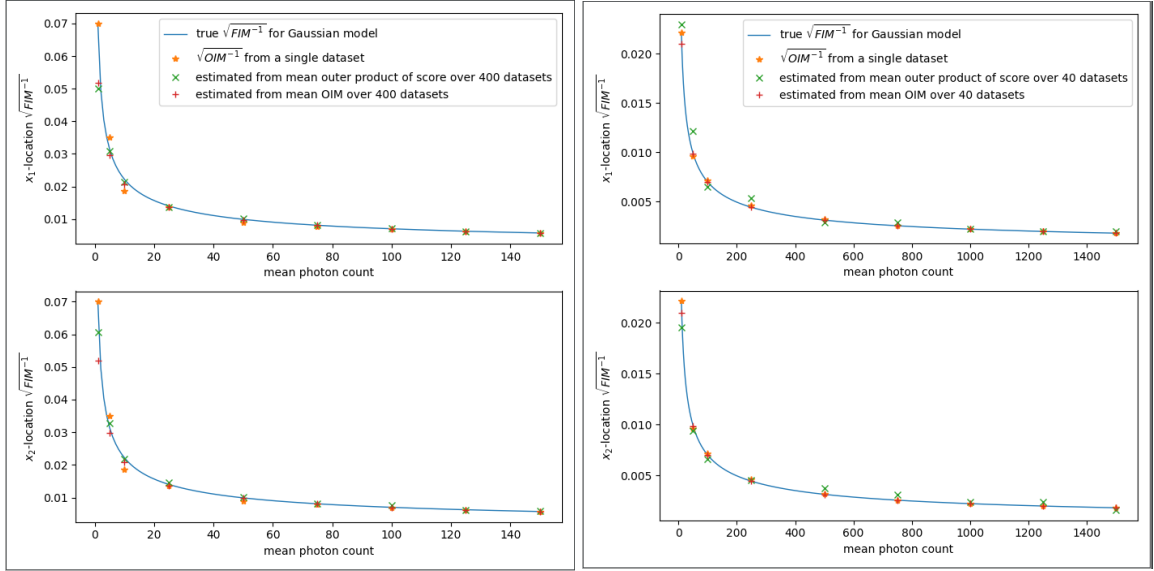 0.07
0.06
0.05
0.04
0.03
0.02
0.01
x₁-location √FIM⁻¹
true √FIM⁻¹ for Gaussian model
√OIM⁻¹ from a single dataset
estimated from mean outer product of score over 400 datasets
estimated from mean OIM over 400 datasets
0 20 40 60 80 100 120 140
mean photon count
0.07
0.06
0.05
0.04
0.03
0.02
0.01
x₂-location √FIM⁻¹
0 20 40 60 80 100 120 140
mean photon count
0.020
0.015
0.010
0.005
x₁-location √FIM⁻¹
true √FIM⁻¹ for Gaussian model
√OIM⁻¹ from a single dataset
estimated from mean outer product of score over 40 datasets
estimated from mean OIM over 40 datasets
0 200 400 600 800 1000 1200 1400
mean photon count
0.020
0.015
0.010
0.005
x₂-location √FIM⁻¹
0 200 400 600 800 1000 1200 1400
mean photon count